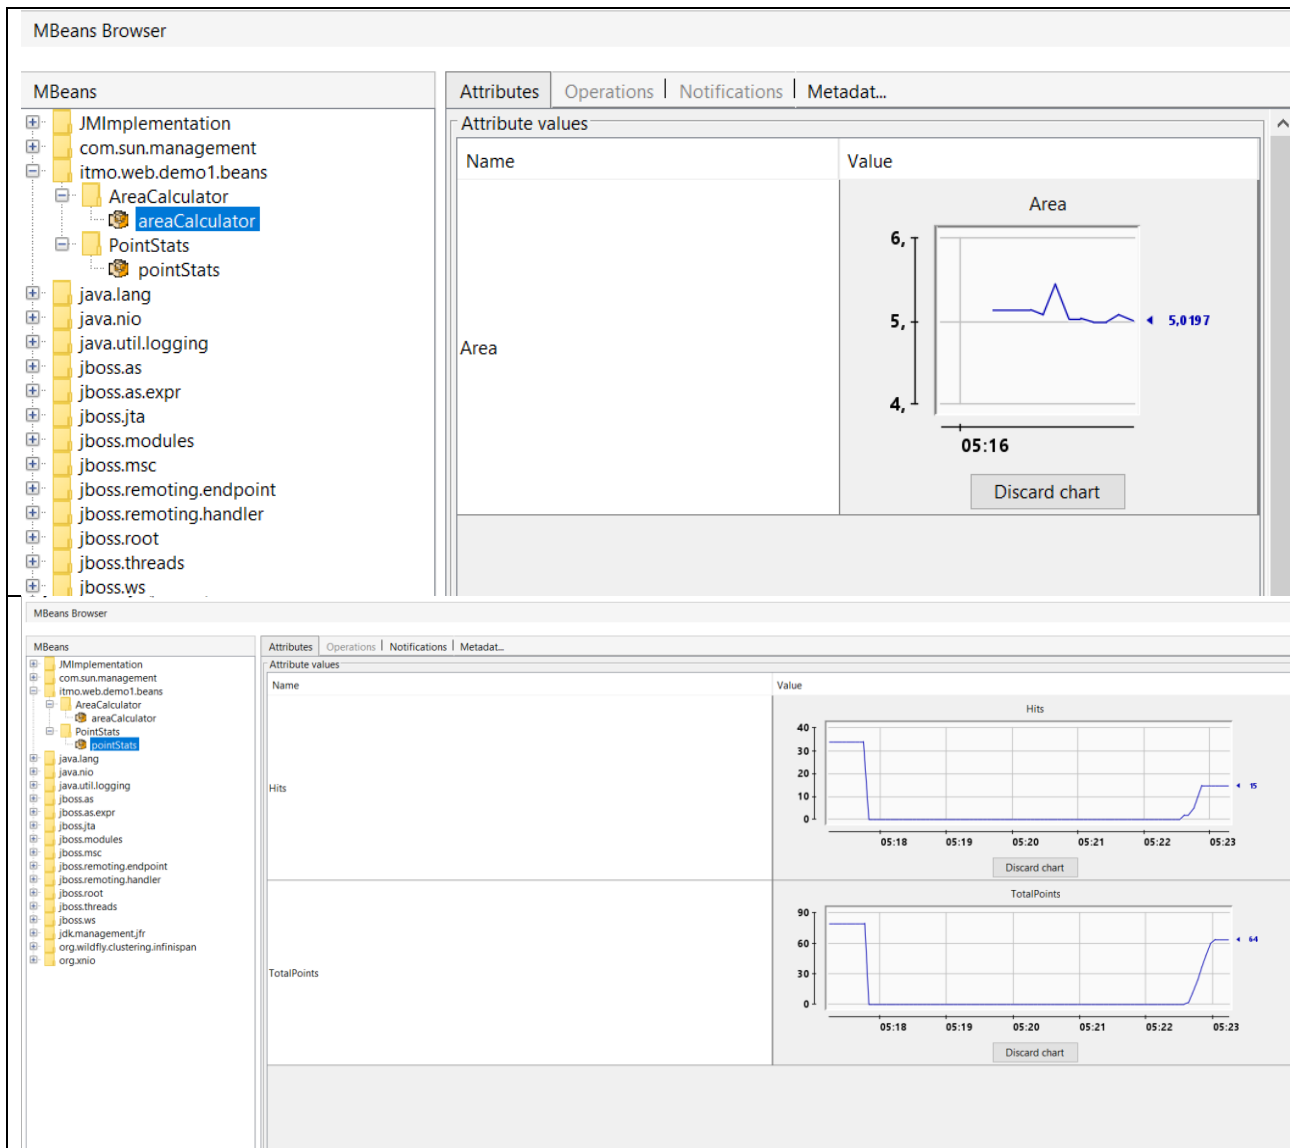 MBeans Browser
MBeans
Attributes Operations Notifications Metadat...
JMImplementation
com.sun.management
itmo.web.demo1.beans
AreaCalculator
areaCalculator
PointStats
pointStats
java.lang
java.nio
java.util.logging
jboss.as
jboss.as.expr
jboss.jta
jboss.modules
jboss.msc
jboss.remoting.endpoint
jboss.remoting.handler
jboss.root
jboss.threads
jboss.ws
Attribute values
Name Value
Area
Area
6,
5,
4,
5,0197
05:16
Discard chart
MBeans Browser
MBeans
Attributes Operations Notifications Metadat...
JMImplementation
com.sun.management
itmo.web.demo1.beans
AreaCalculator
areaCalculator
PointStats
pointStats
java.lang
java.nio
java.util.logging
jboss.as
jboss.as.expr
jboss.jta
jboss.modules
jboss.msc
jboss.remoting.endpoint
jboss.remoting.handler
jboss.root
jboss.threads
jboss.ws
jdk.management.jfr
org.wildfly.clustering.infinispan
org.xnio
Attribute values
Name Value
Hits
Hits
40
30
20
10
0
15
05:18 05:19 05:20 05:21 05:22 05:23
Discard chart
TotalPoints
TotalPoints
90
60
30
0
64
05:18 05:19 05:20 05:21 05:22 05:23
Discard chart